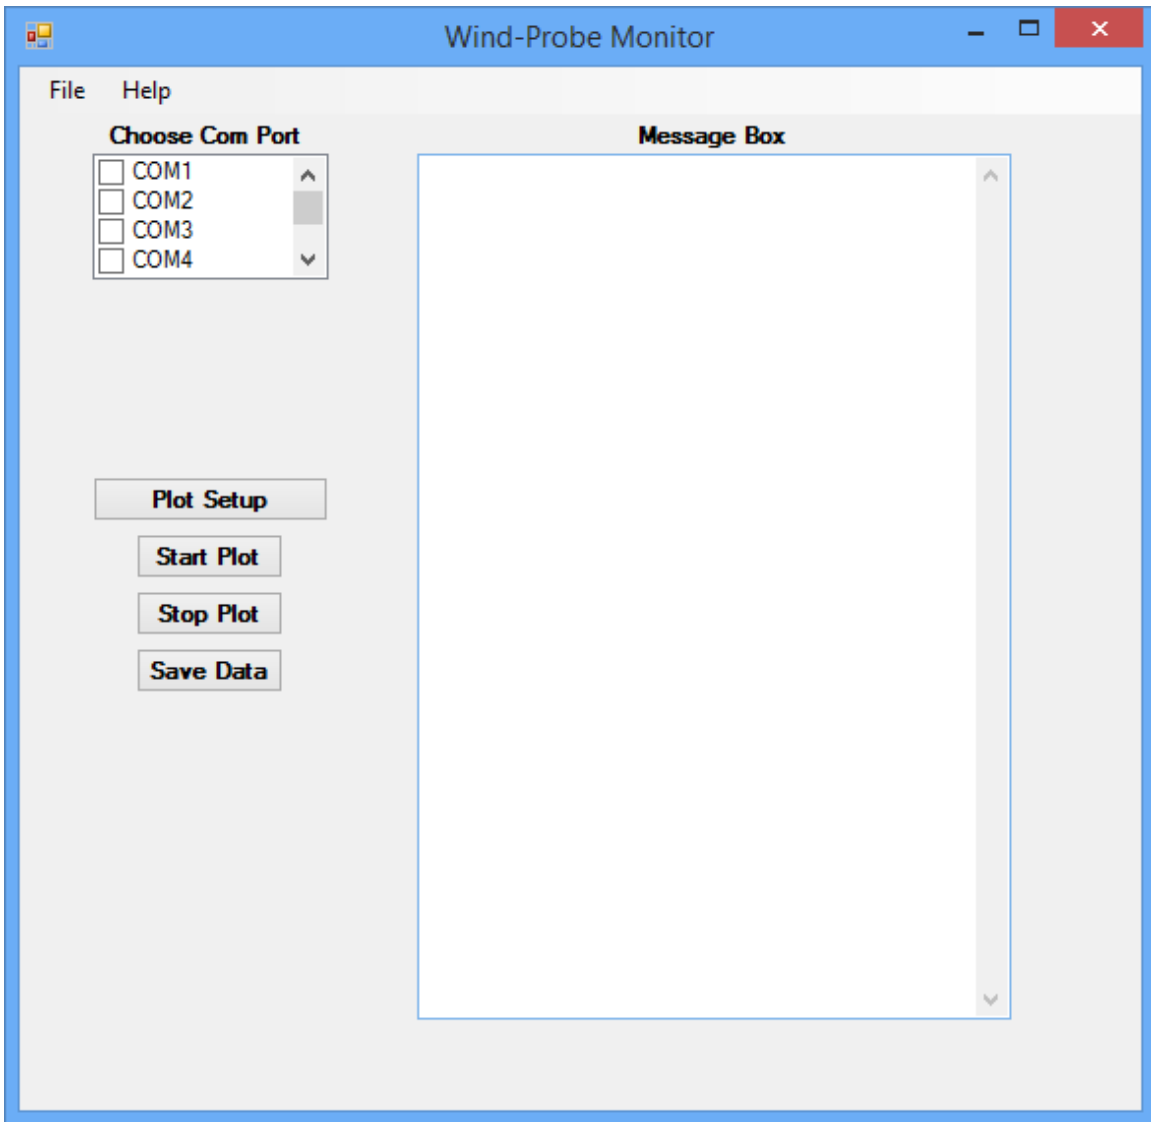 Wind-Probe Monitor
File Help
Choose Com Port
COM1
COM2
COM3
COM4
Message Box
Plot Setup
Start Plot
Stop Plot
Save Data